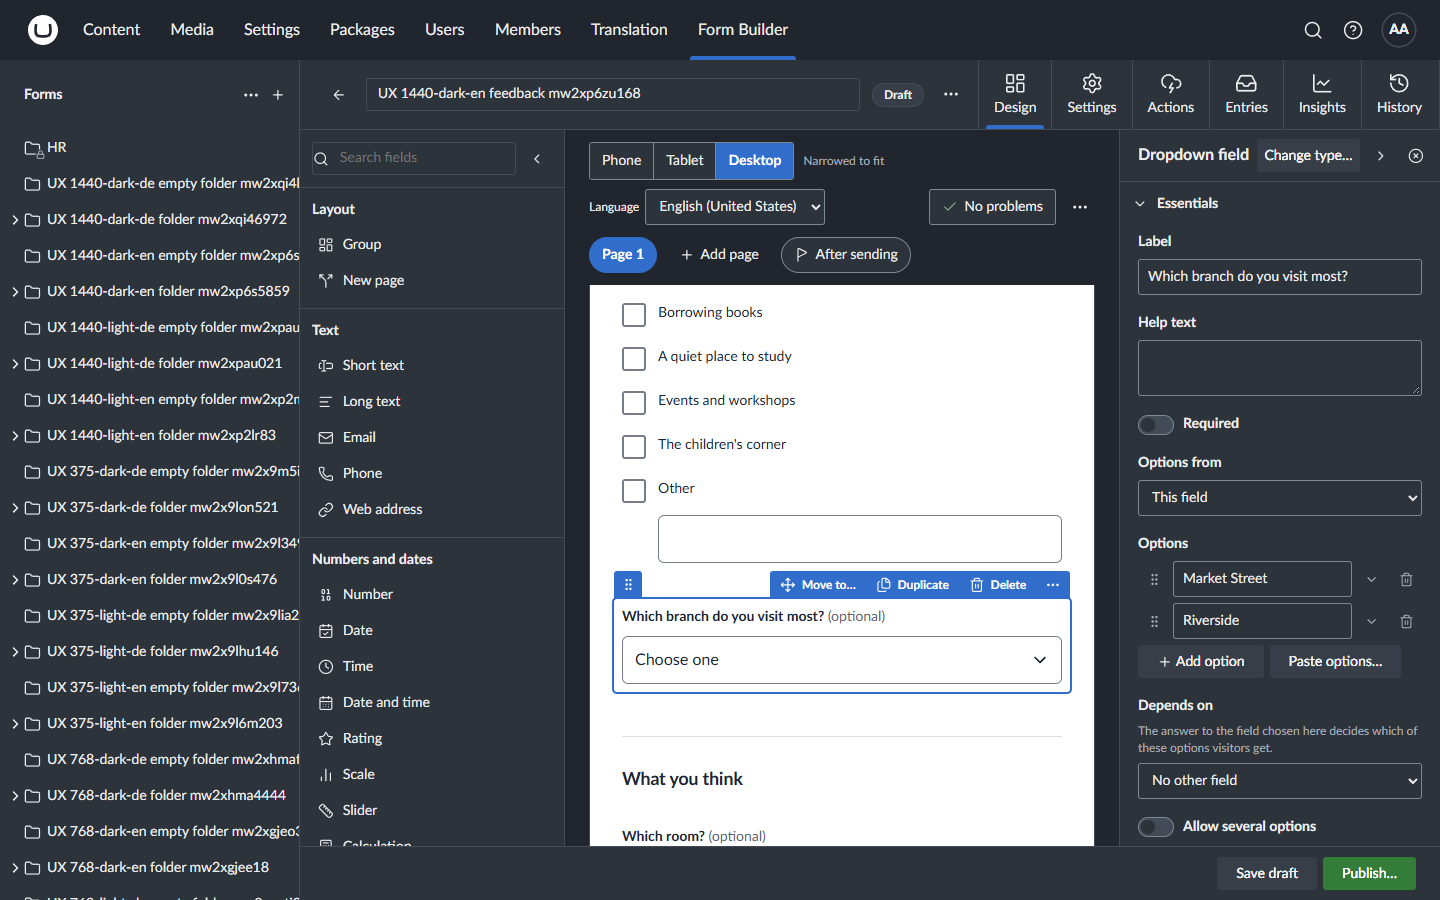 Content
Media
Settings
Packages
Users
Members
Translation
Form Builder
AA
Forms
HR
UX 1440-dark-de empty folder
UX 1440-dark-de folder mw2xqi46972
UX 1440-dark-en empty folder
UX 1440-dark-en folder mw2xp6s5859
UX 1440-light-de empty folder
UX 1440-light-de folder mw2xpau021
UX 1440-light-en empty folder
UX 1440-light-en folder mw2xp2lr83
UX 375-dark-de empty folder
UX 375-dark-de folder mw2x9lon521
UX 375-dark-en empty folder
UX 375-dark-en folder mw2x9l0s476
UX 375-light-de empty folder
UX 375-light-de folder mw2x9lhu146
UX 375-light-en empty folder
UX 375-light-en folder mw2x9l6m203
UX 768-dark-de empty folder
UX 768-dark-de folder mw2xhma4444
UX 768-dark-en empty folder
UX 768-dark-en folder mw2xgjee18
UX 1440-dark-en feedback mw2xp6zu168
Draft
Design
Settings
Actions
Entries
Insights
History
Search fields
Layout
Group
New page
Text
Short text
Long text
Email
Phone
Web address
Numbers and dates
Number
Date
Time
Date and time
Rating
Scale
Slider
Calculation
Phone
Tablet
Desktop
Narrowed to fit
Language
English (United States)
No problems
Page 1
Add page
After sending
Borrowing books
A quiet place to study
Events and workshops
The children's corner
Other
Move to...
Duplicate
Delete
Which branch do you visit most? (optional)
Choose one
What you think
Which room? (optional)
Dropdown field
Change type...
Essentials
Label
Which branch do you visit most?
Help text
Required
Options from
This field
Options
Market Street
Riverside
Add option
Paste options...
Depends on
The answer to the field chosen here decides which of
these options visitors get.
No other field
Allow several options
Save draft
Publish...